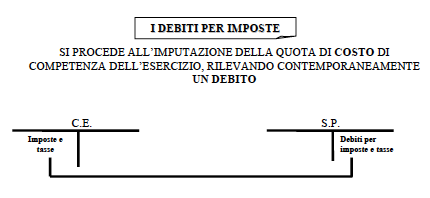 I DEBITI PER IMPOSTE
SI PROCEDE ALL'IMPUTAZIONE DELLA QUOTA DI COSTO DI
COMPETENZA DELL'ESERCIZIO, RILEVANDO CONTEMPORANEAMENTE
UN DEBITO
C.E.
S.P.
Imposte e
tasse
Debiti per
imposte e tasse